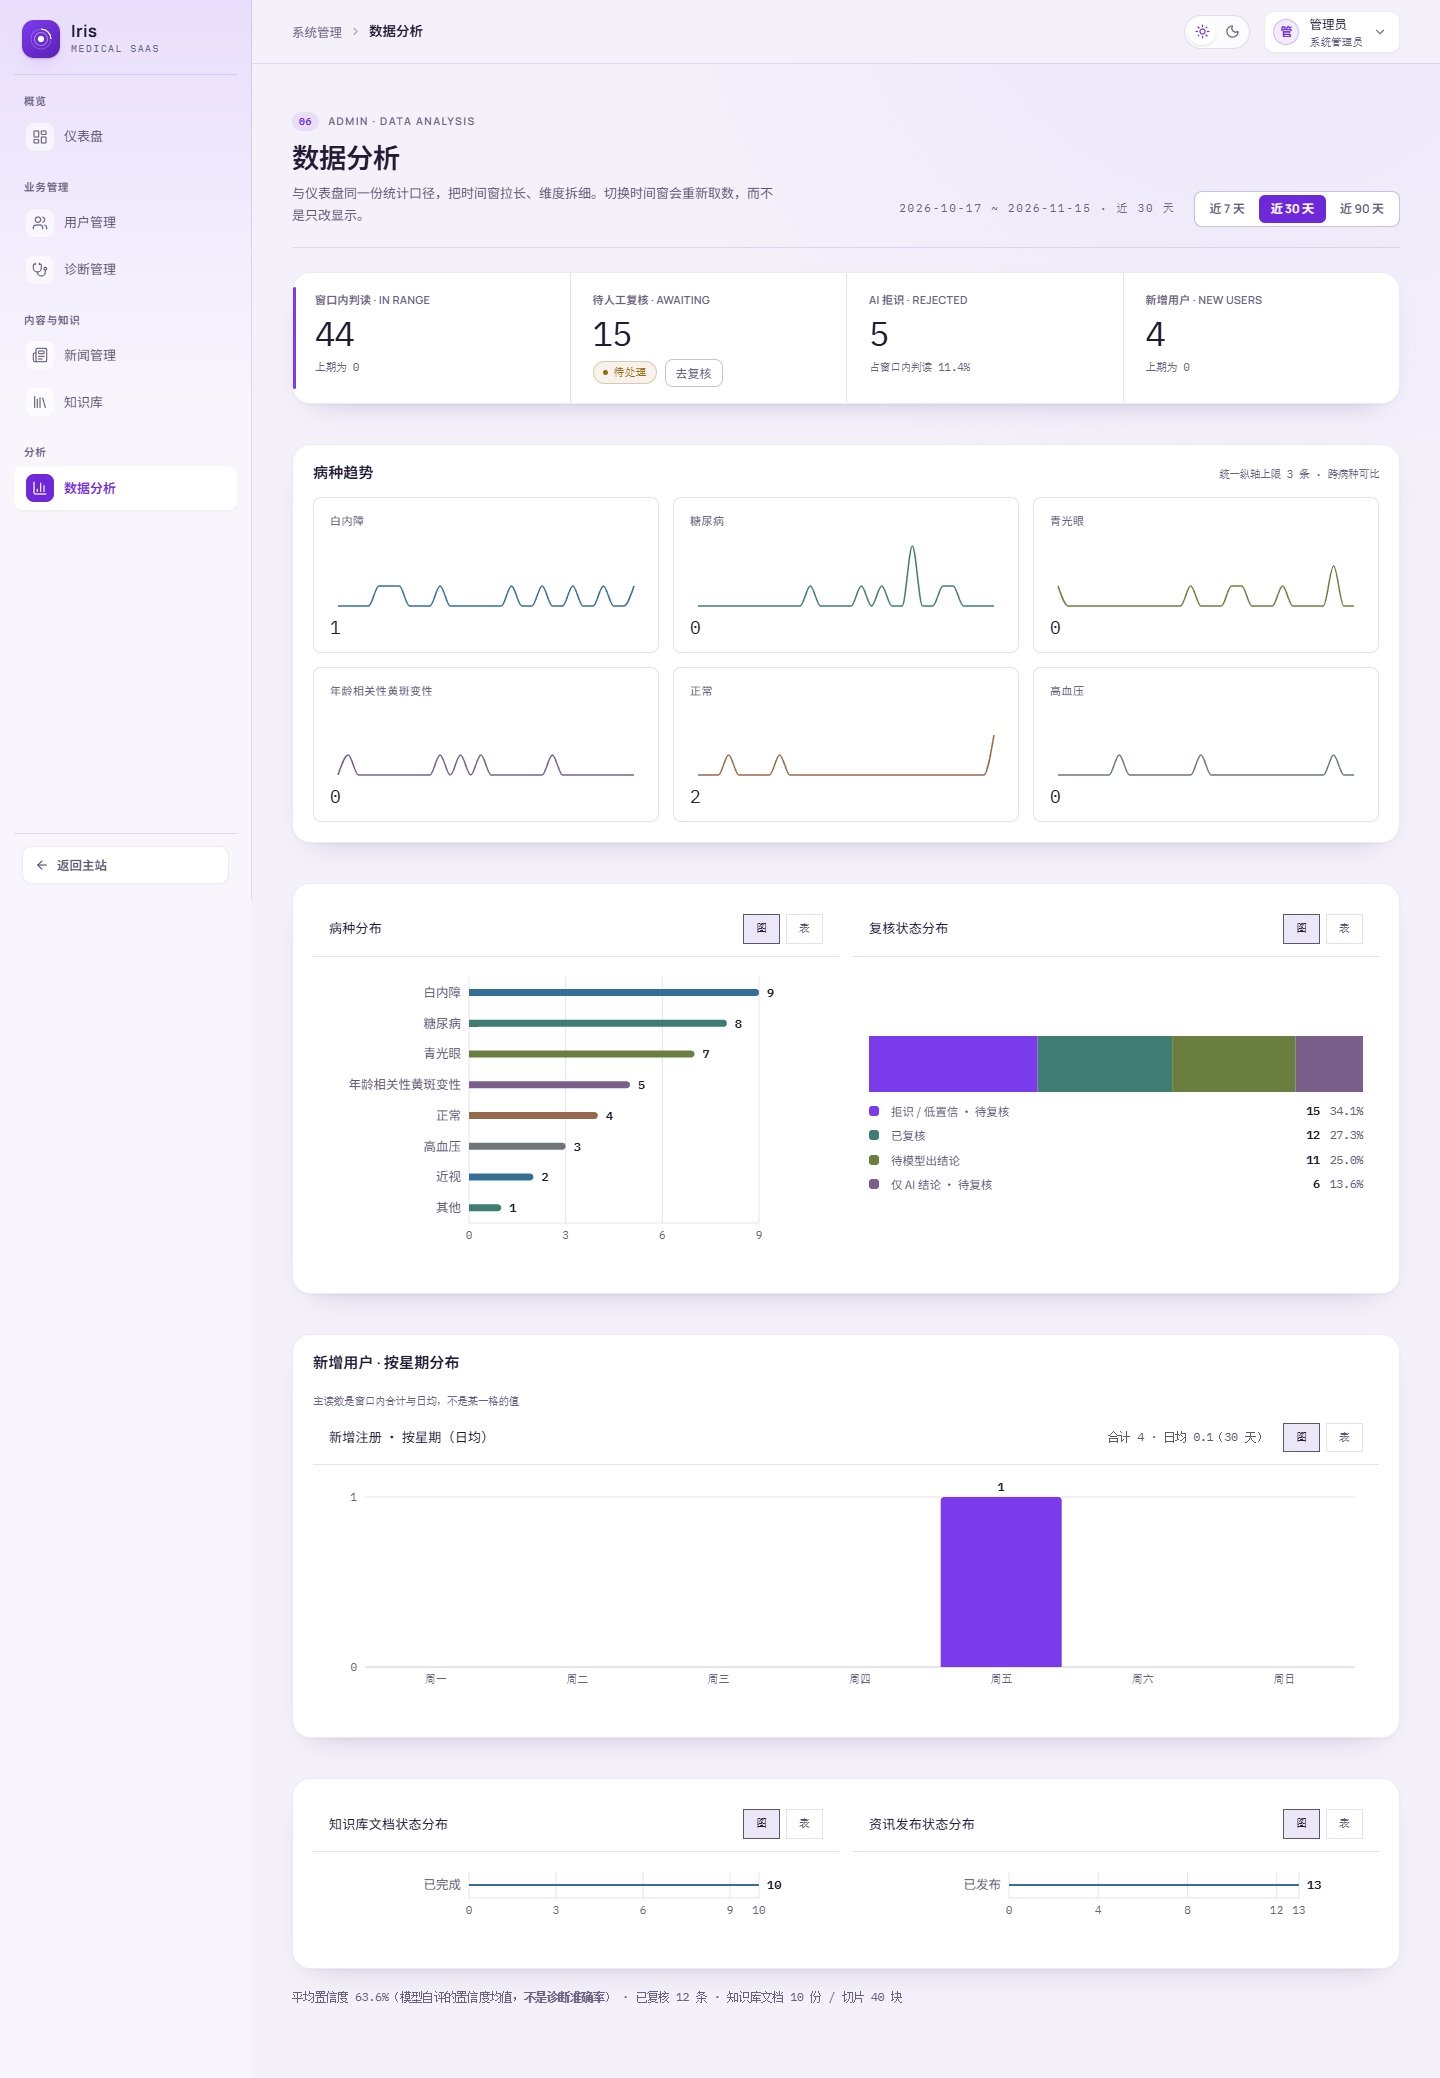 Iris
MEDICAL SAAS
概览
仪表盘
业务管理
用户管理
诊断管理
内容与知识
新闻管理
知识库
分析
数据分析
返回主站
系统管理 › 数据分析
管 管理员
系统管理员
06 ADMIN · DATA ANALYSIS
数据分析
与仪表盘同一份统计口径，把时间窗拉长、维度拆细。切换时间窗会重新取数，而不
是只改显示。
2026-10-17 ~ 2026-11-15 · 近 30 天
近 7 天 近 30 天 近 90 天
窗口内判读 · IN RANGE
44
上期为 0
待人工复核 · AWAITING
15
待处理 去复核
AI 拒识 · REJECTED
5
占窗口内判读 11.4%
新增用户 · NEW USERS
4
上期为 0
病种趋势
统一纵轴上限 3 条 · 跨病种可比
白内障
1
糖尿病
0
青光眼
0
年龄相关性黄斑变性
0
正常
2
高血压
0
病种分布 图 表
白内障 9
糖尿病 8
青光眼 7
年龄相关性黄斑变性 5
正常 4
高血压 3
近视 2
其他 1
0 3 6 9
复核状态分布 图 表
拒识 / 低置信 · 待复核 15 34.1%
已复核 12 27.3%
待模型出结论 11 25.0%
仅 AI 结论 · 待复核 6 13.6%
新增用户 · 按星期分布
主读数是窗口内合计与日均，不是某一格的值
新增注册 · 按星期（日均） 合计 4 · 日均 0.1（30 天） 图 表
1
1
0
周一 周二 周三 周四 周五 周六 周日
知识库文档状态分布 图 表
已完成 10
0 3 6 9 10
资讯发布状态分布 图 表
已发布 13
0 4 8 12 13
平均置信度 63.6%（模型自评的置信度均值，不是诊断准确率） · 已复核 12 条 · 知识库文档 10 份 / 切片 40 块